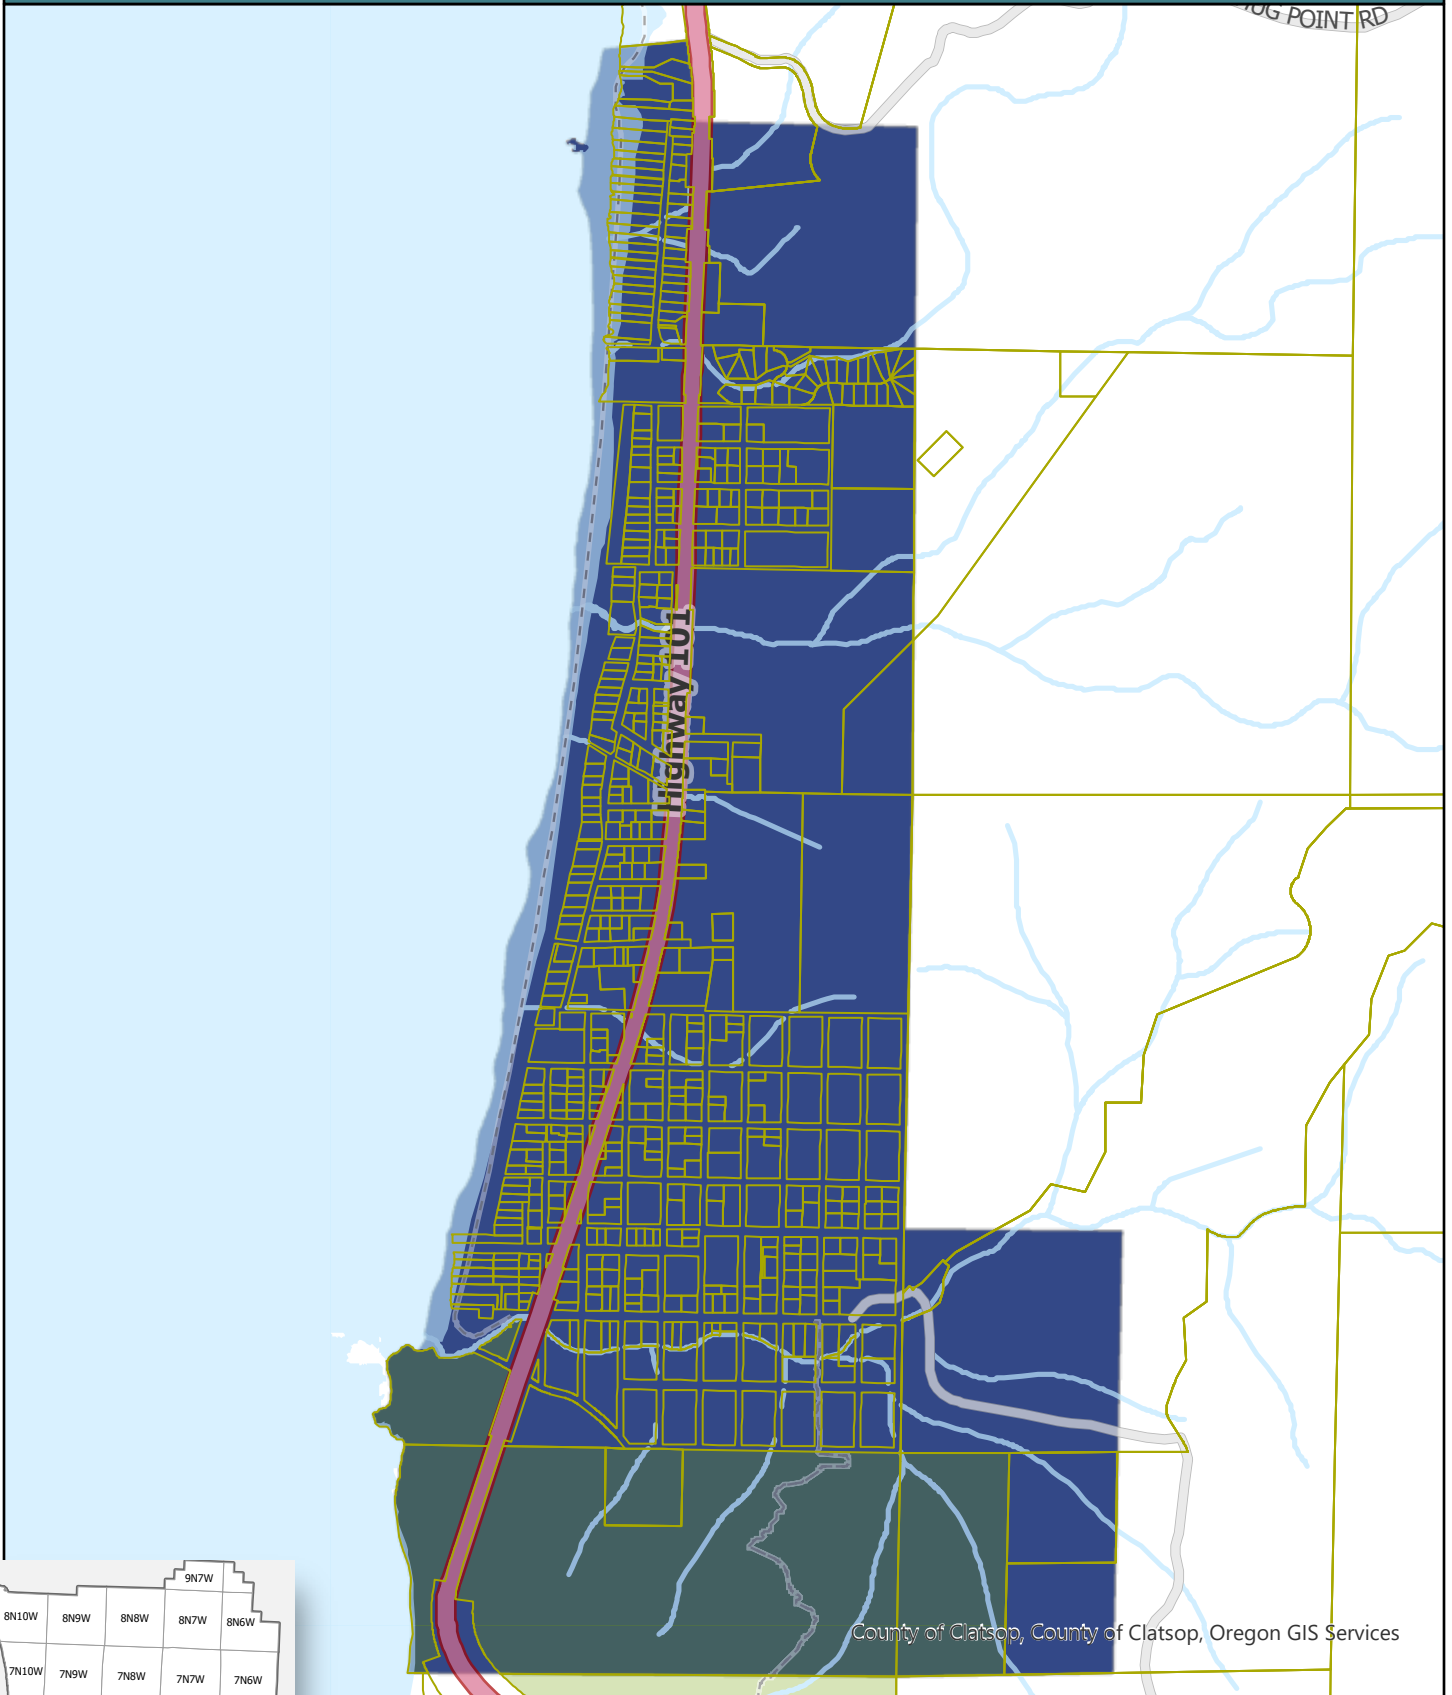 POINT RD
Highway 101
County of Clatsop, County of Clatsop, Oregon GIS Services
9N7W
8N10W 8N9W 8N8W 8N7W 8N6W
7N10W 7N9W 7N8W 7N7W 7N6W